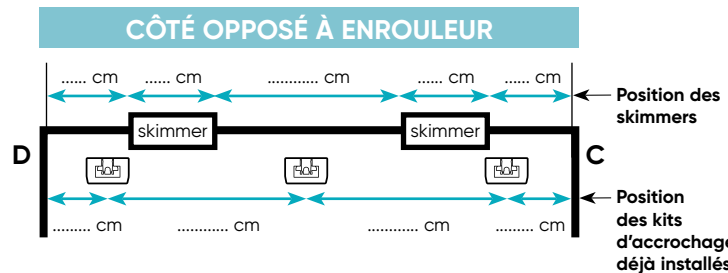 CÔTÉ OPPOSÉ À ENROULEUR
...... cm ...... cm ............ cm ...... cm ...... cm
Position des
skimmers
skimmer skimmer
D C
Position
des kits
d'accrochage
déjà installés
......... cm ............ cm ............ cm ......... cm